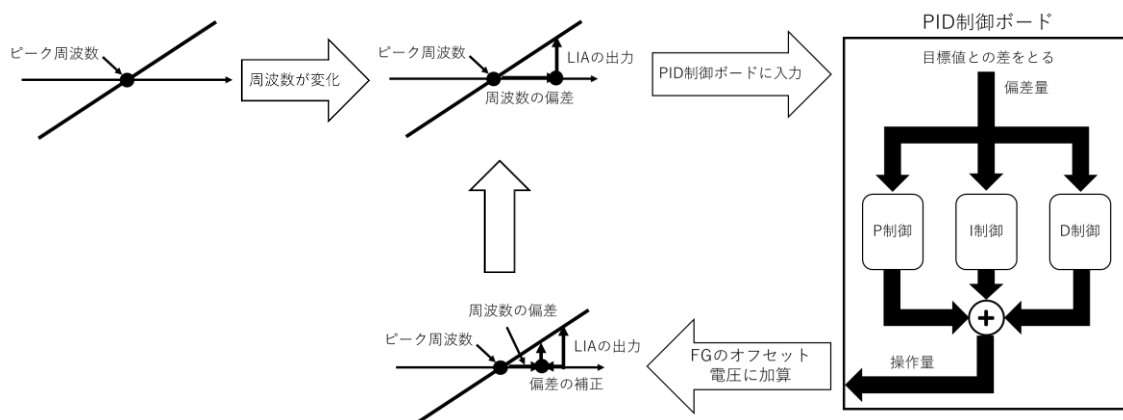 ピーク周波数
周波数が変化
ピーク周波数
LIAの出力
周波数の偏差
PID制御ボードに入力
PID制御ボード
目標値との差をとる
偏差量
P制御
I制御
D制御
+
操作量
FGのオフセット
電圧に加算
周波数の偏差
ピーク周波数
LIAの出力
偏差の補正